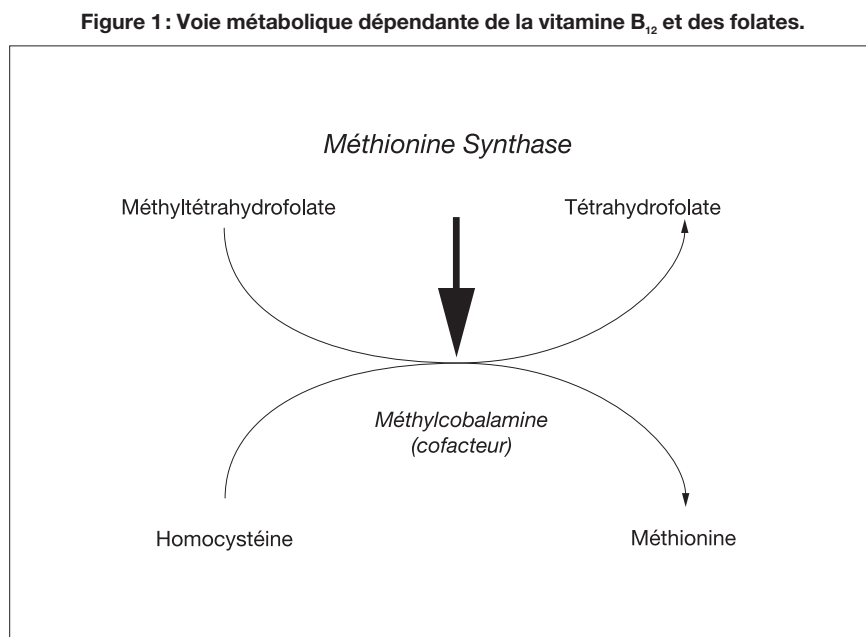 Figure 1 : Voie métabolique dépendante de la vitamine B12 et des folates.
Méthionine Synthase
Méthyltétrahydrofolate
Tétrahydrofolate
Méthylcobalamine
(cofacteur)
Homocystéine
Méthionine